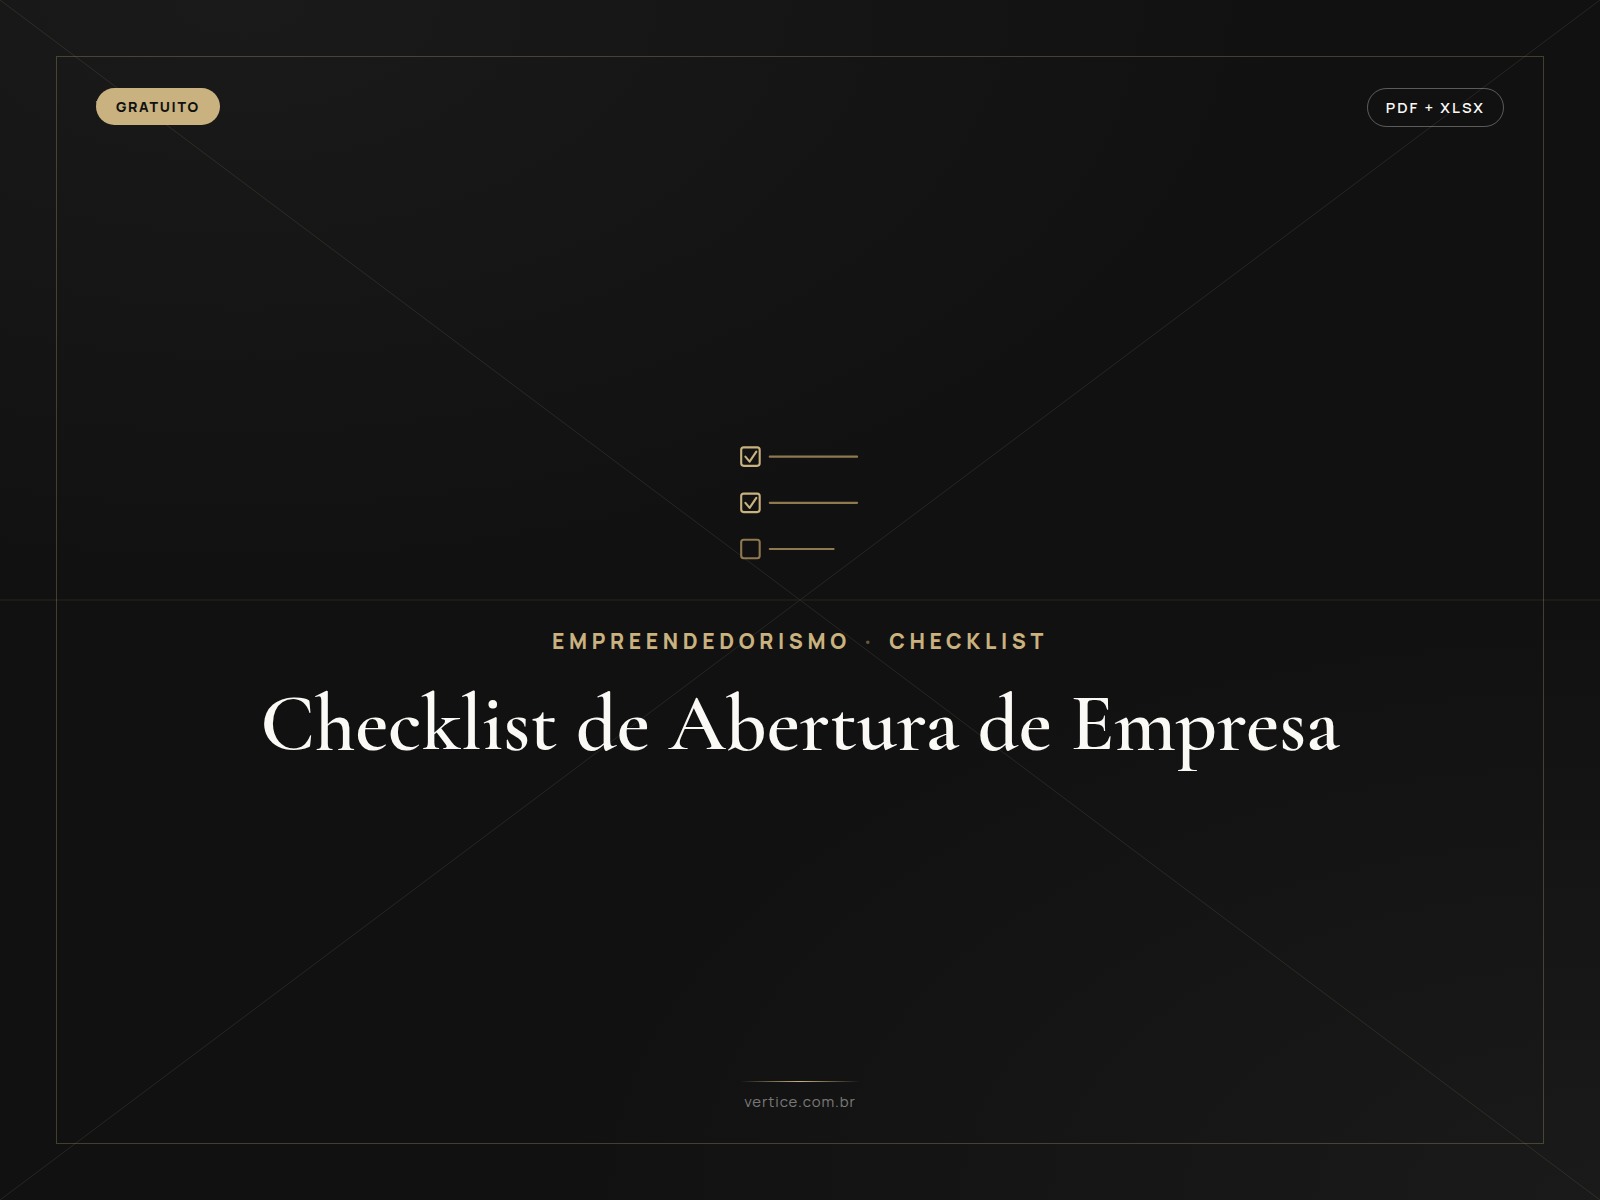 GRATUITO
PDF + XLSX
EMPREENDEDORISMO · CHECKLIST
Checklist de Abertura de Empresa
vertice.com.br